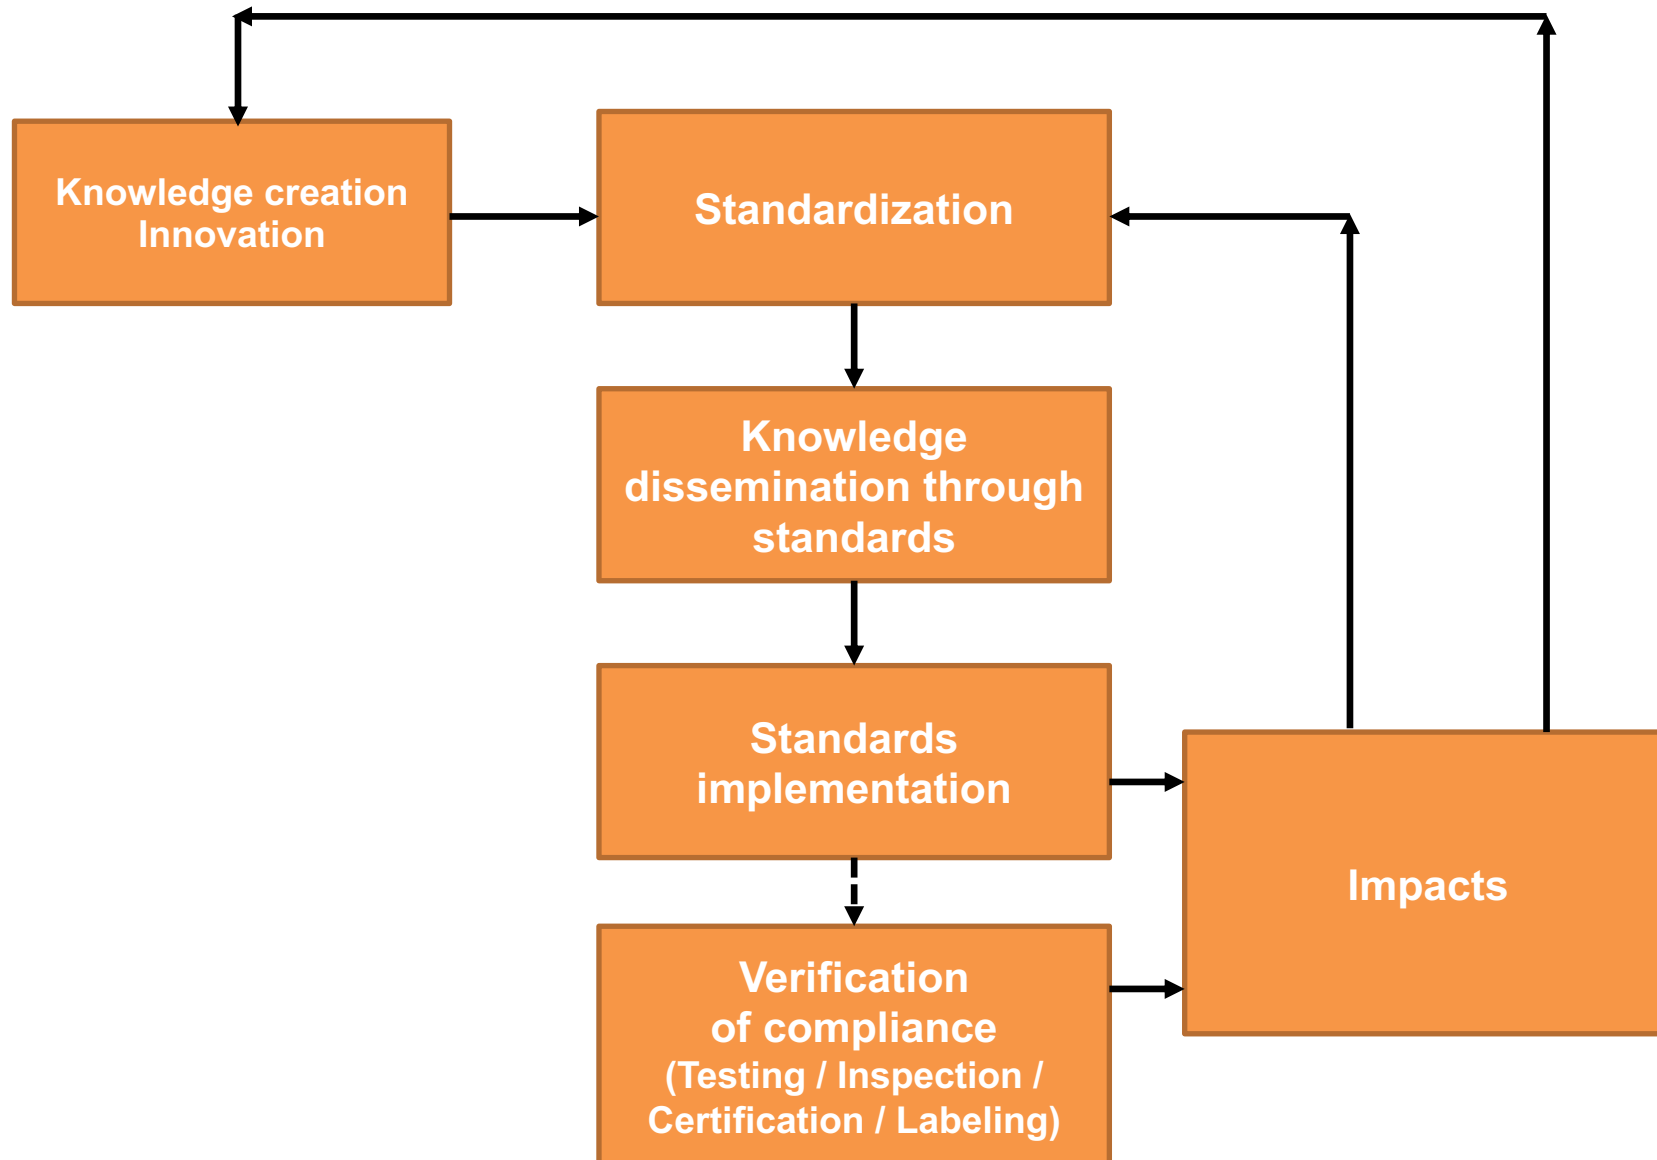 Knowledge creation
Innovation
Standardization
Knowledge
dissemination through
standards
Standards
implementation
Impacts
Verification
of compliance
(Testing / Inspection /
Certification / Labeling)